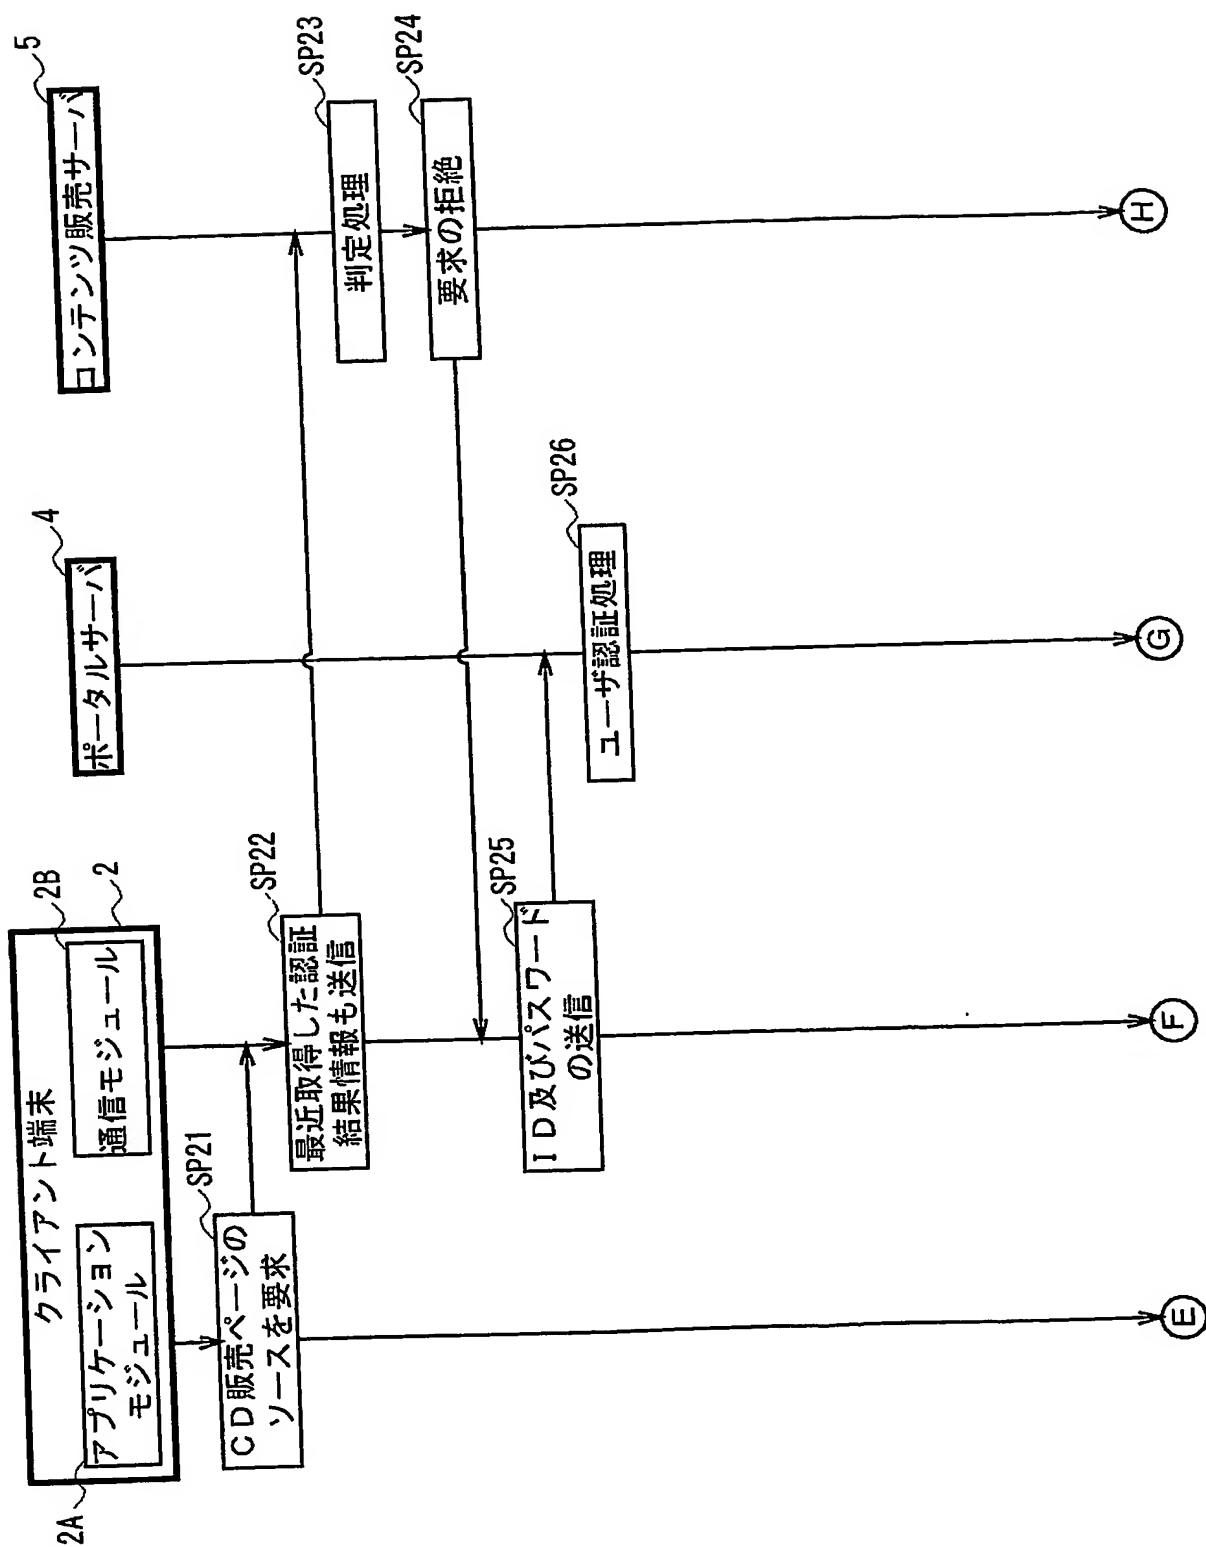 クライアント端末
2A
アプリケーション
モジュール
通信モジュール
2B
2
ポータルサーバ
4
コンテンツ販売サーバ
5
SP21
CD販売ページの
ソースを要求
SP22
最近取得した認証
結果情報も送信
SP23
判定処理
SP24
要求の拒絶
SP25
ID及びパスワード
の送信
SP26
ユーザ認証処理
E
F
G
H